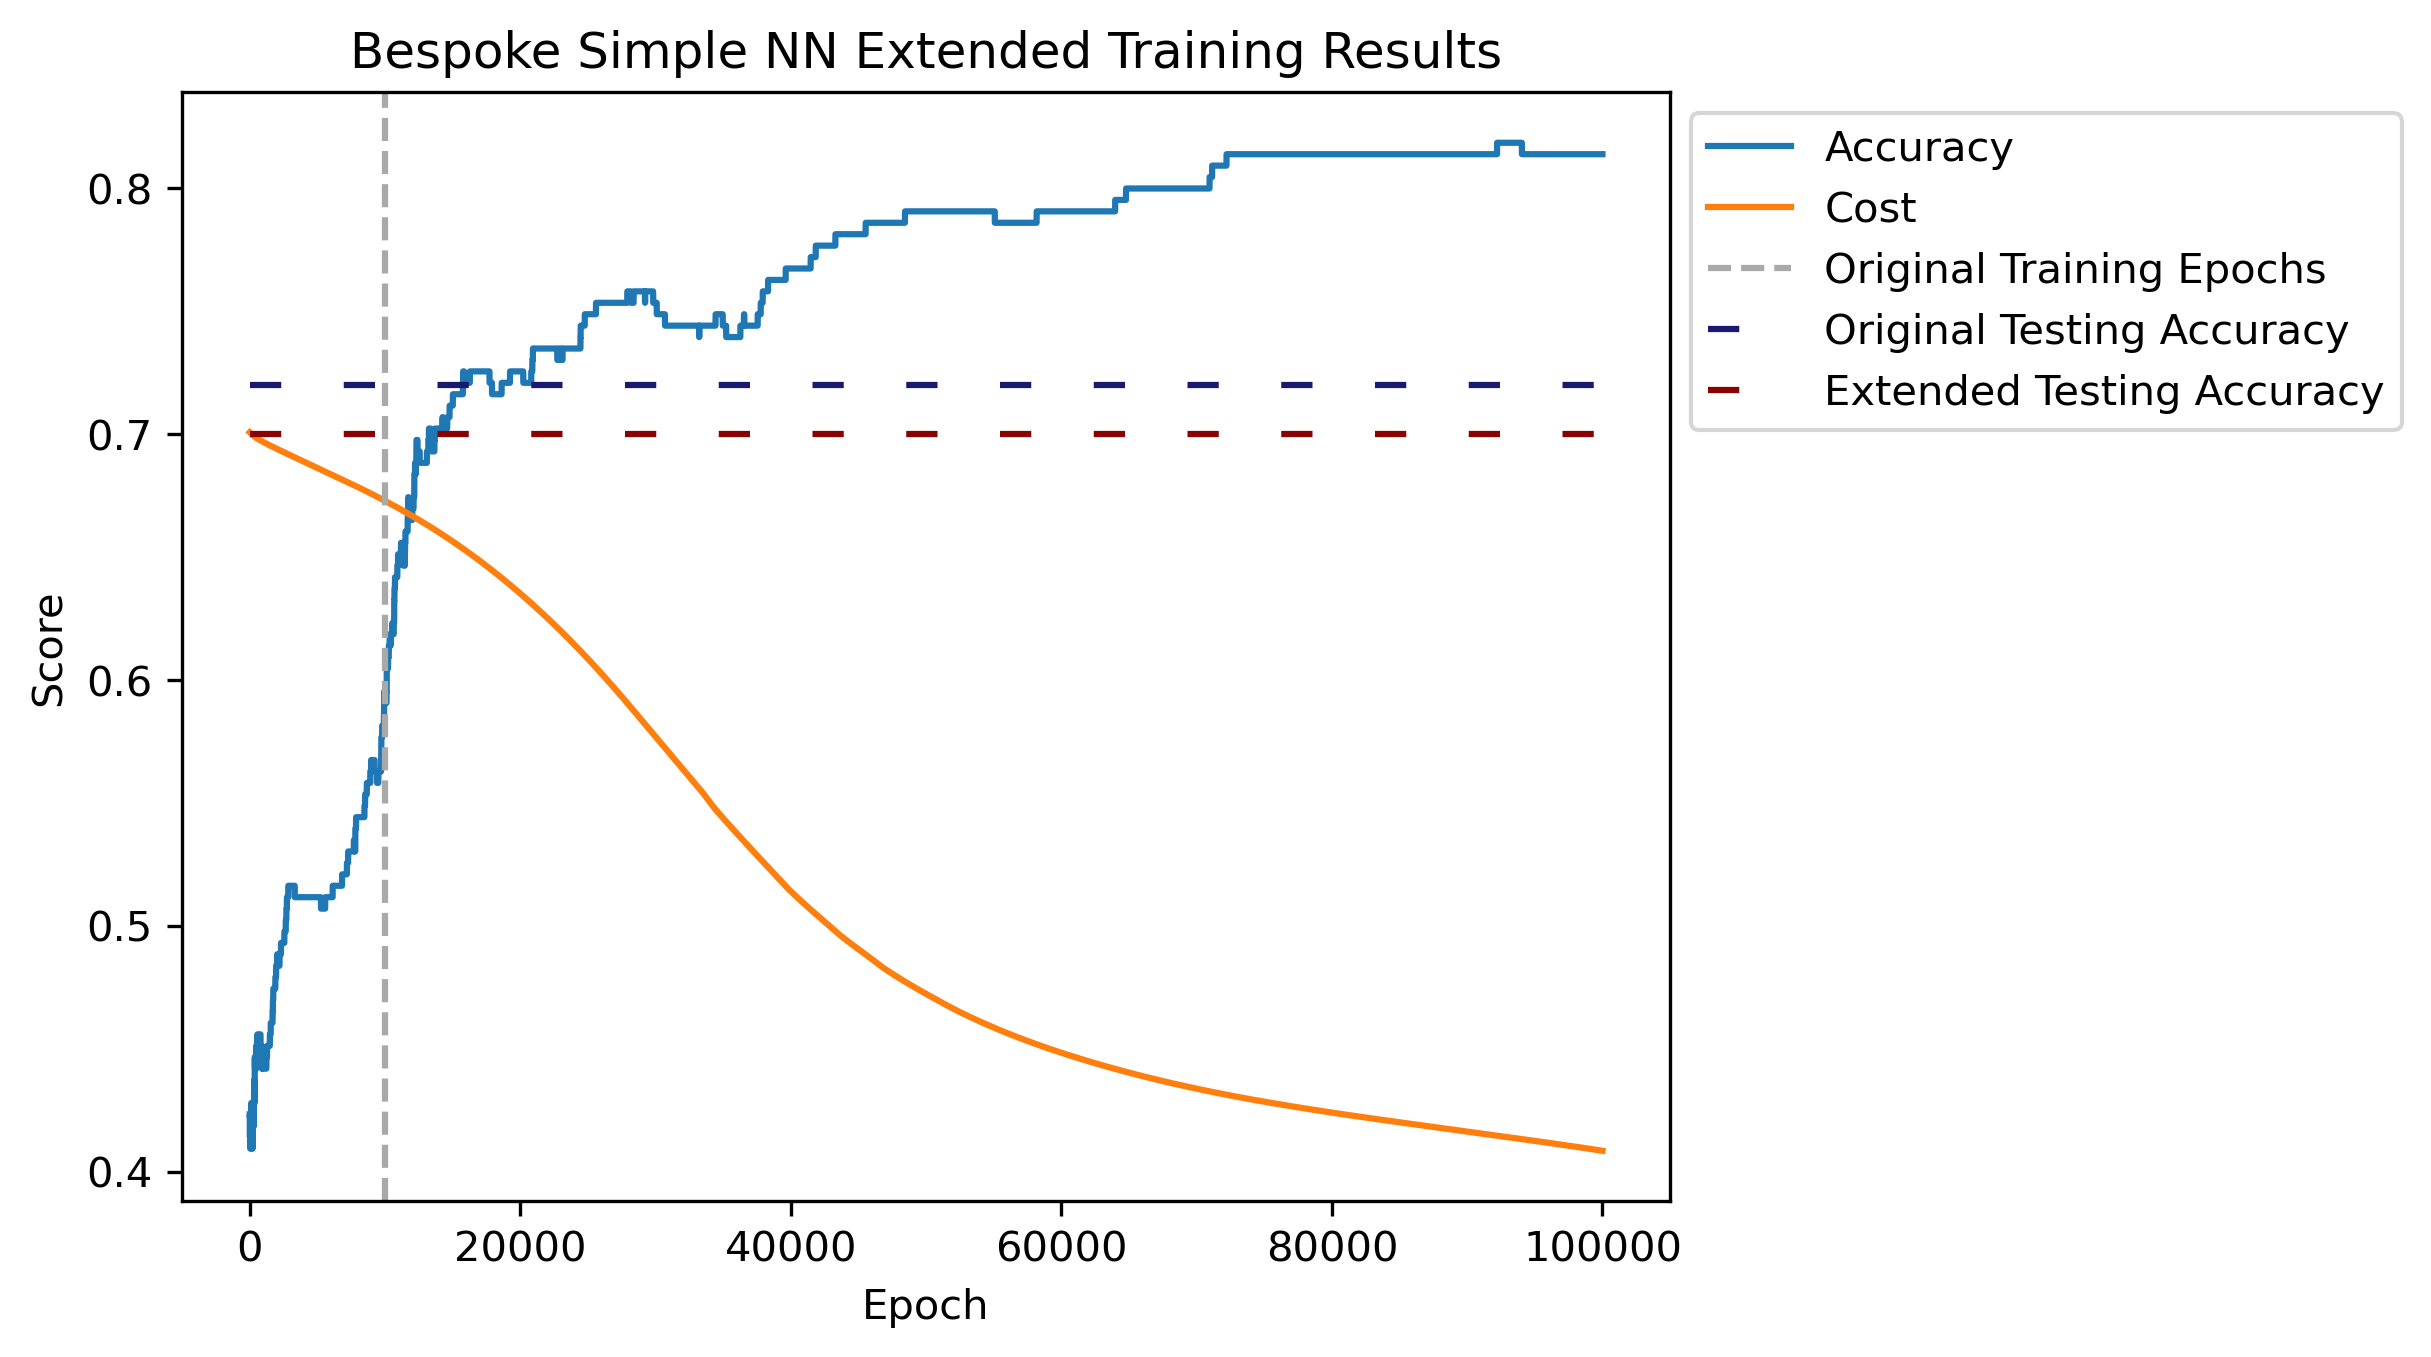 Bespoke Simple NN Extended Training Results
Accuracy
Cost
Original Training Epochs
Original Testing Accuracy
Extended Testing Accuracy
Score
0.8
0.7
0.6
0.5
0.4
0
20000
40000
60000
80000
100000
Epoch